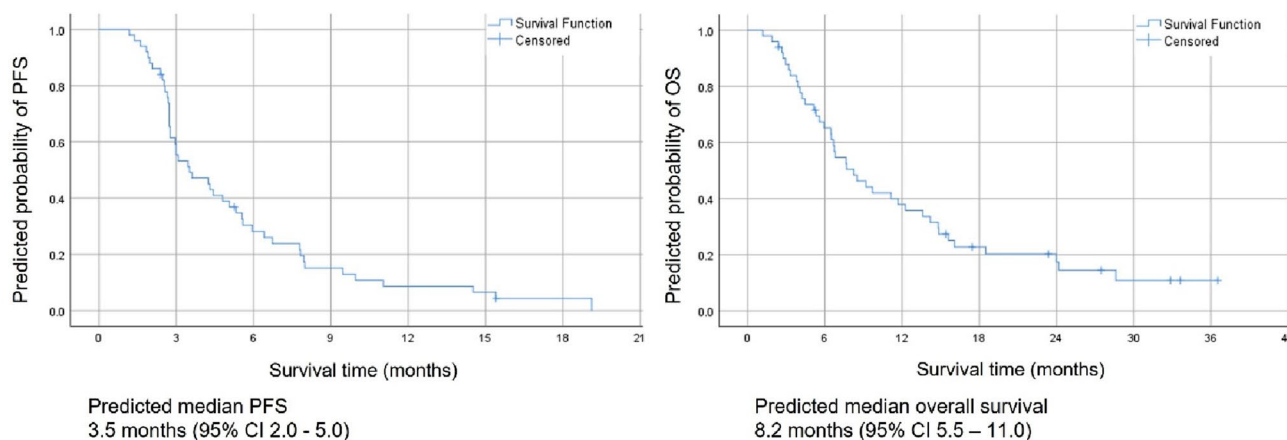 Survival Function
Censored
Predicted probability of PFS
1.0
0.8
0.6
0.4
0.2
0.0
0 3 6 9 12 15 18 21
Survival time (months)
Predicted median PFS
3.5 months (95% CI 2.0 - 5.0)
Survival Function
Censored
Predicted probability of OS
1.0
0.8
0.6
0.4
0.2
0.0
0 6 12 18 24 30 36 4
Survival time (months)
Predicted median overall survival
8.2 months (95% CI 5.5 – 11.0)